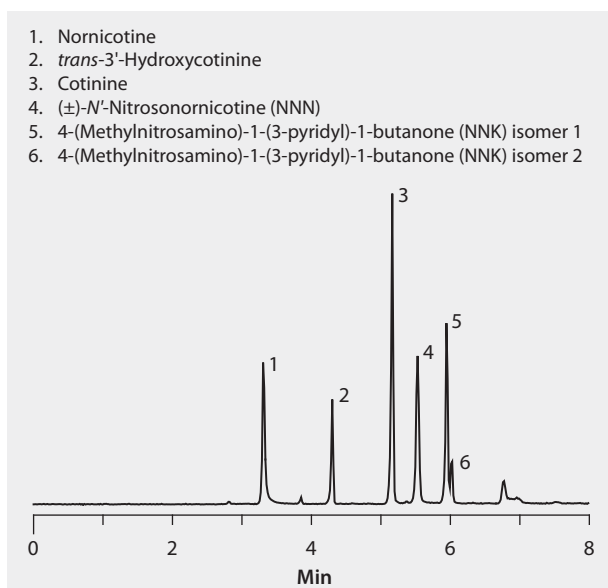 1. Nornicotine
2. trans-3'-Hydroxycotinine
3. Cotinine
4. (±)-N'-Nitrosonornicotine (NNN)
5. 4-(Methylnitrosamino)-1-(3-pyridyl)-1-butanone (NNK) isomer 1
6. 4-(Methylnitrosamino)-1-(3-pyridyl)-1-butanone (NNK) isomer 2
3
5
4
1
2
6
0 2 4 6 8
Min